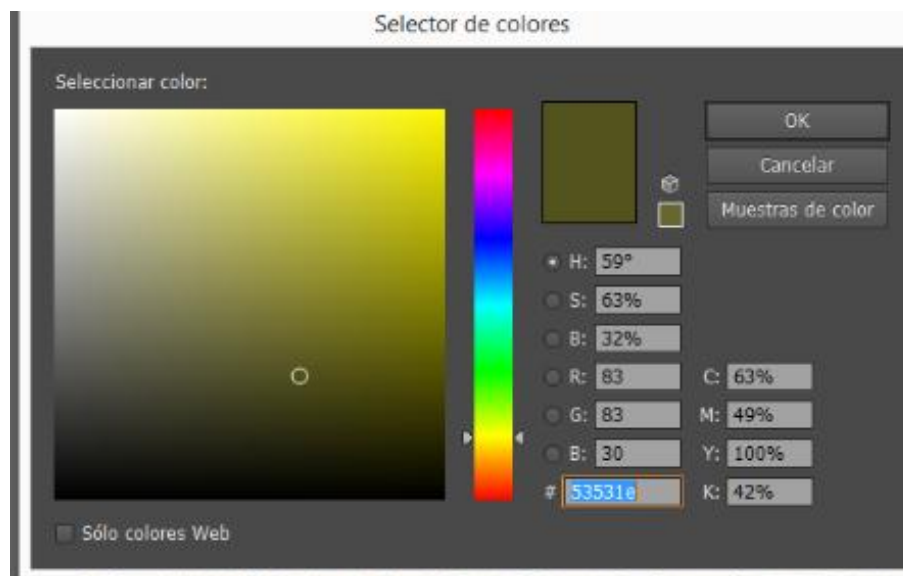 Selector de colores
Seleccionar color:
OK
Cancelar
Muestras de color
H: 59°
S: 63%
B: 32%
R: 83 C: 63%
G: 83 M: 49%
B: 30 Y: 100%
# 53531e K: 42%
Sólo colores Web